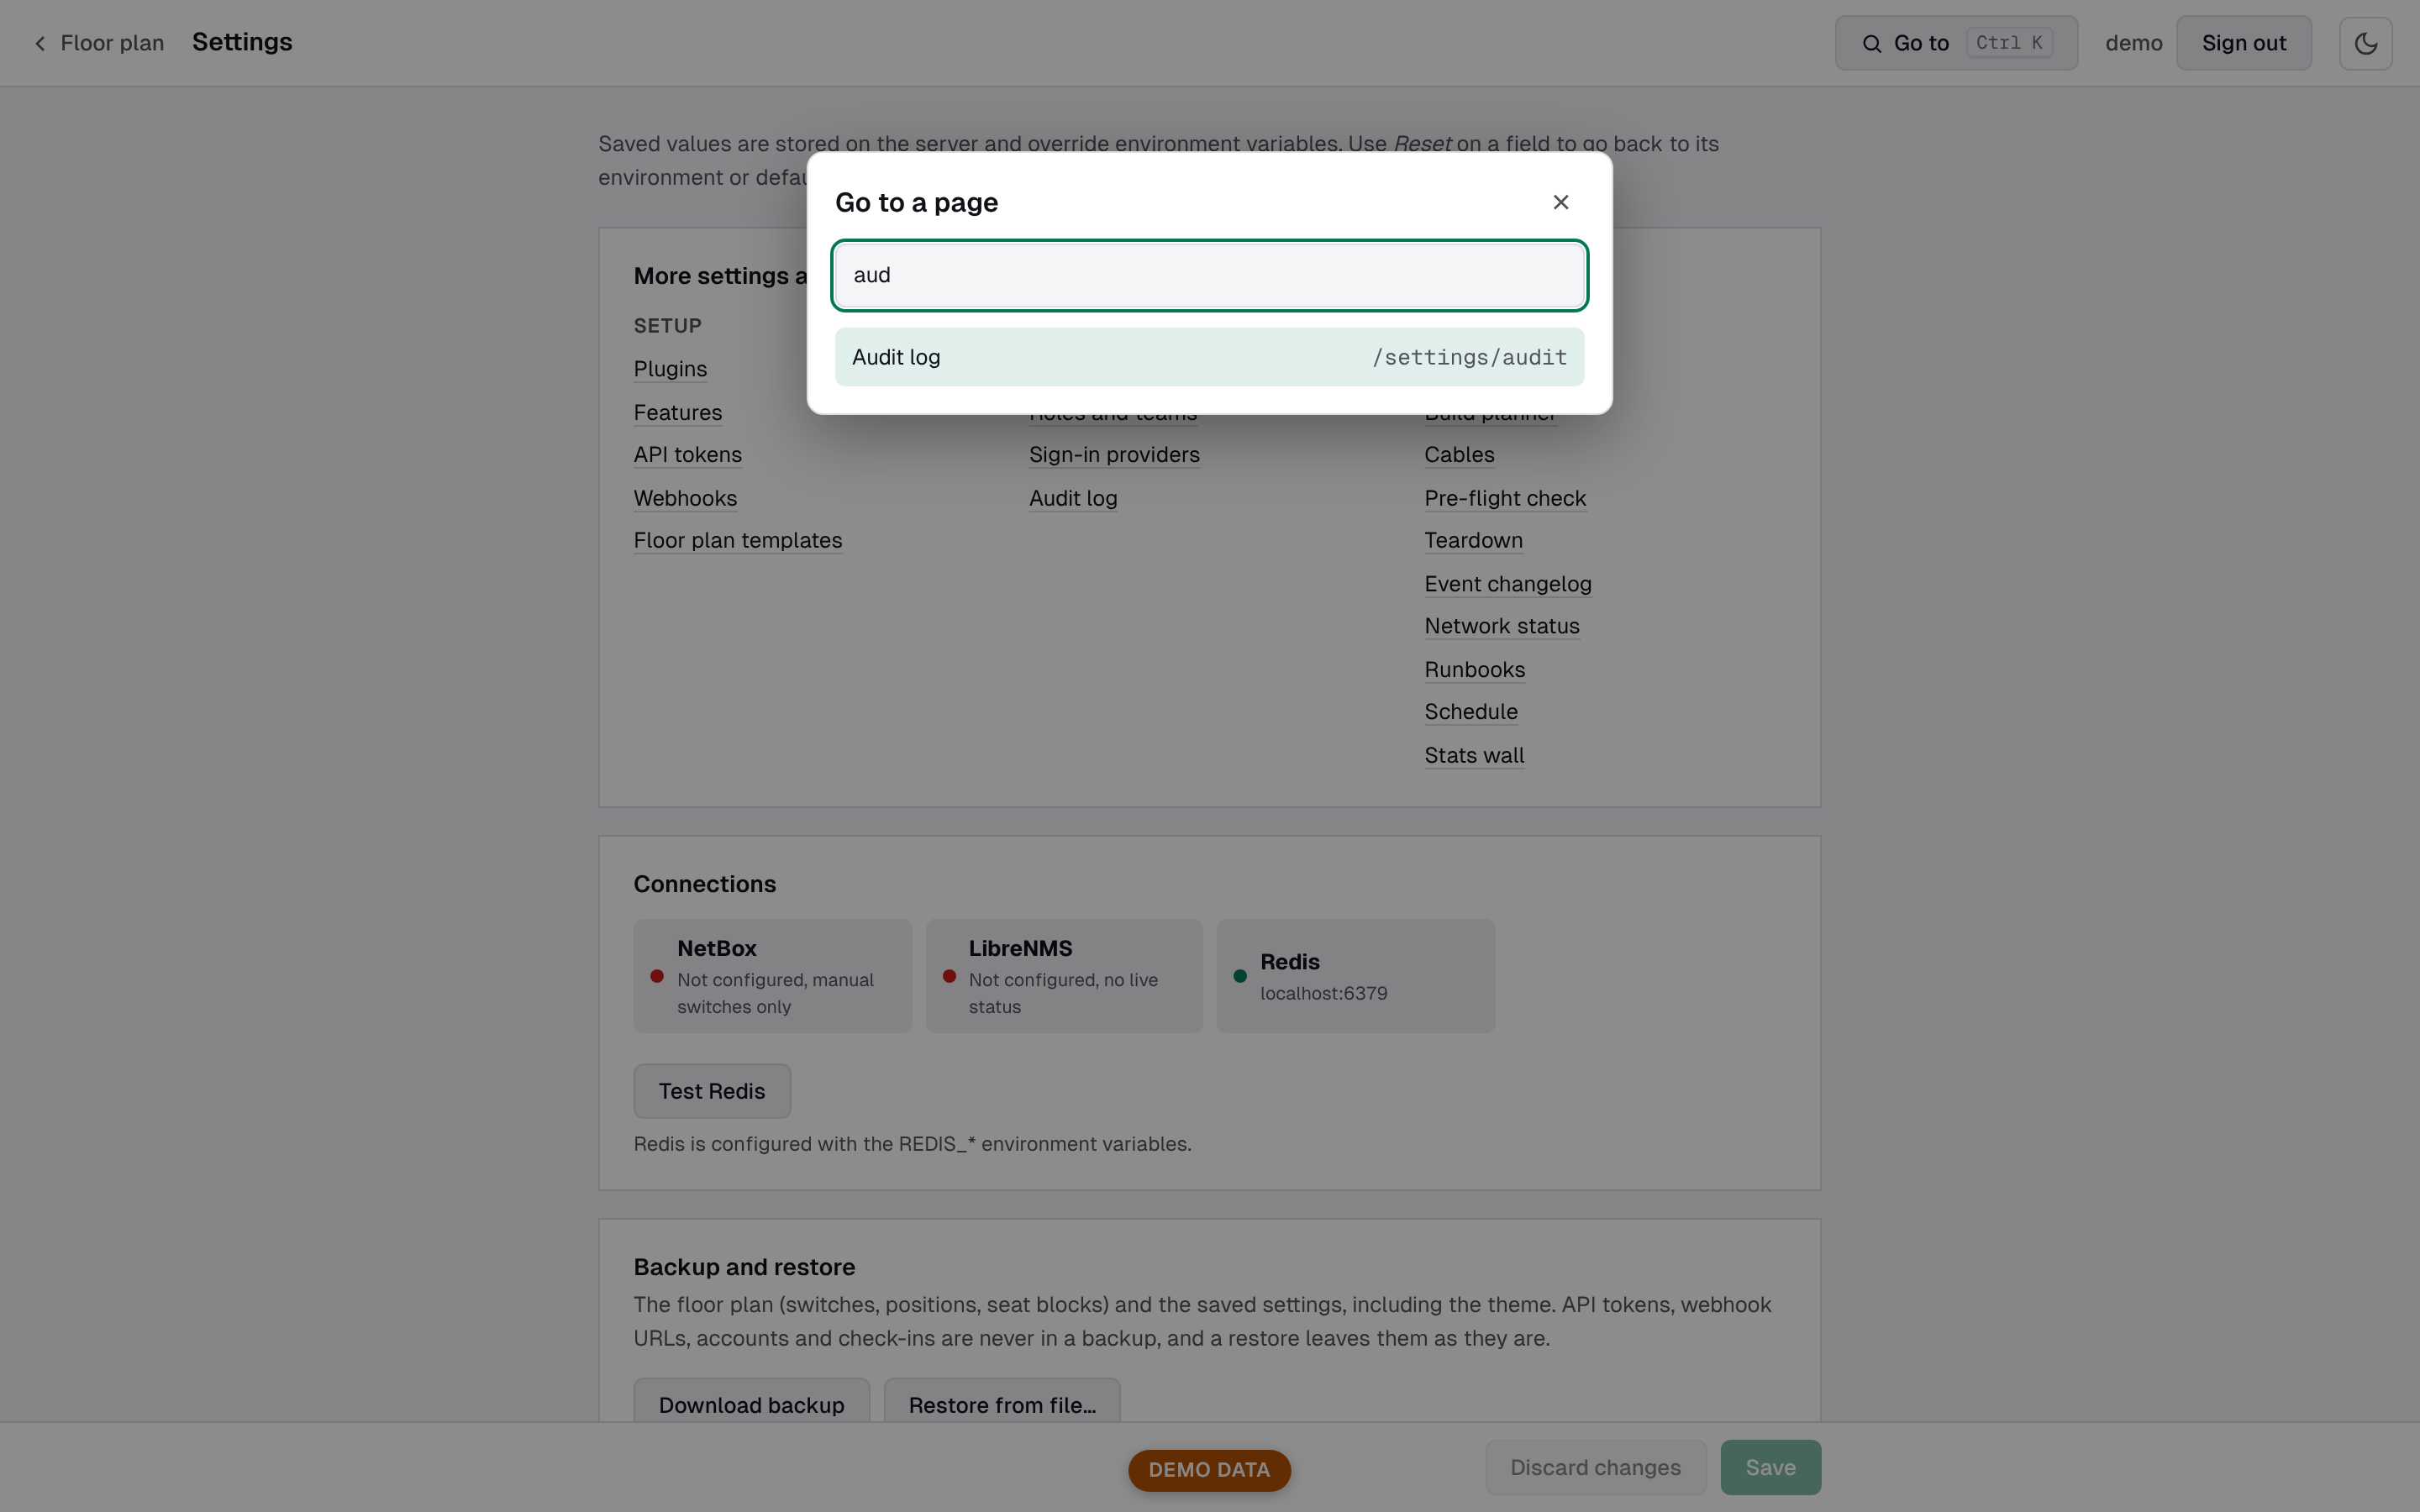 Floor plan
Settings
Go to
Ctrl K
demo
Sign out
Saved values are stored on the server and override environment variables. Use Reset on a field to go back to its
environment or defau
Go to a page
aud
Audit log
/settings/audit
More settings a
SETUP
Plugins
Features
API tokens
Webhooks
Floor plan templates
Roles and teams
Sign-in providers
Audit log
Build planner
Cables
Pre-flight check
Teardown
Event changelog
Network status
Runbooks
Schedule
Stats wall
Connections
NetBox
Not configured, manual
switches only
LibreNMS
Not configured, no live
status
Redis
localhost:6379
Test Redis
Redis is configured with the REDIS_* environment variables.
Backup and restore
The floor plan (switches, positions, seat blocks) and the saved settings, including the theme. API tokens, webhook
URLs, accounts and check-ins are never in a backup, and a restore leaves them as they are.
Download backup
Restore from file…
DEMO DATA
Discard changes
Save